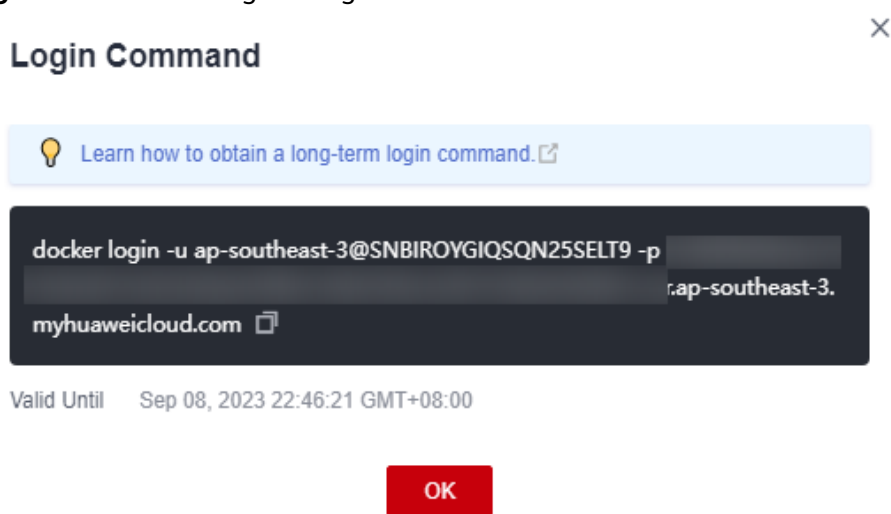 Login Command
Learn how to obtain a long-term login command.
docker login -u ap-southeast-3@SNBIROYGIQSQN25SELT9 -p
r.ap-southeast-3.
myhuaweicloud.com
Valid Until Sep 08, 2023 22:46:21 GMT+08:00
OK